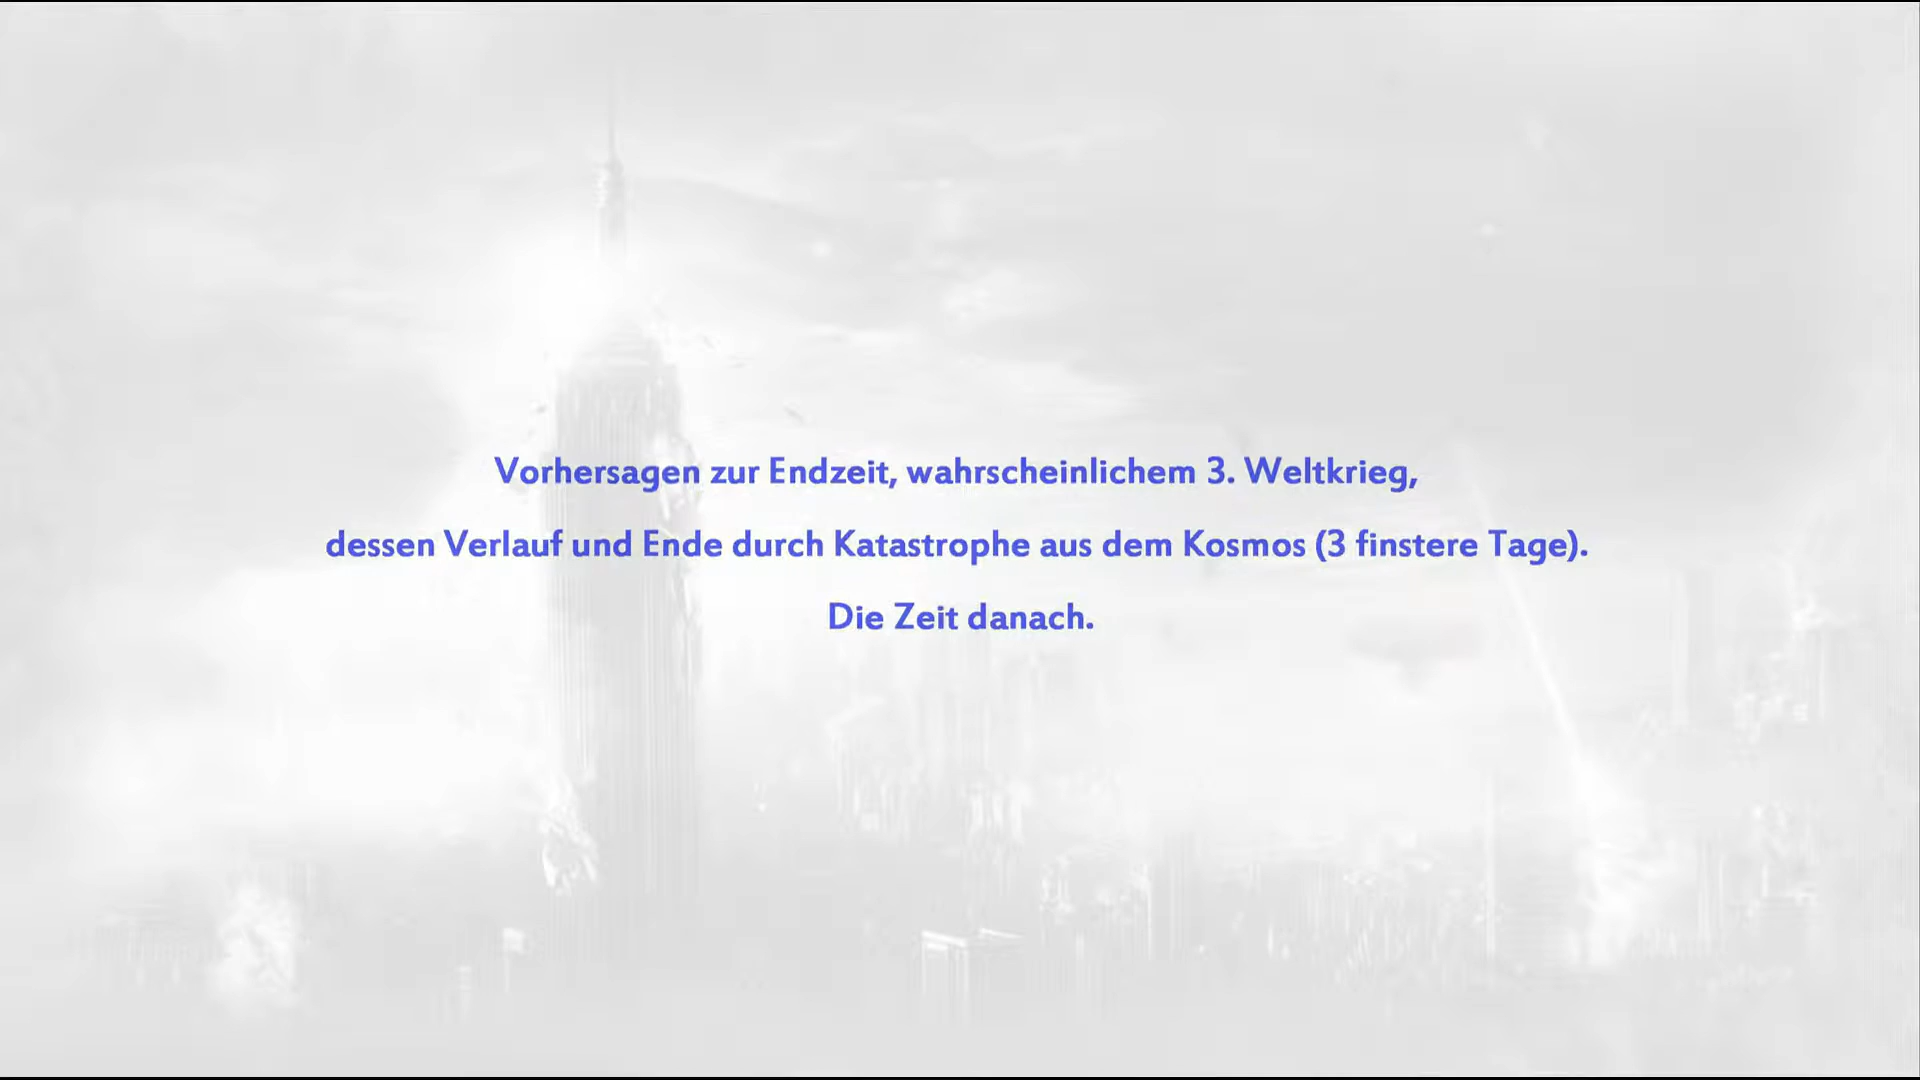 Vorhersagen zur Endzeit, wahrscheinlichem 3. Weltkrieg,
dessen Verlauf und Ende durch Katastrophe aus dem Kosmos (3 finstere Tage).
Die Zeit danach.